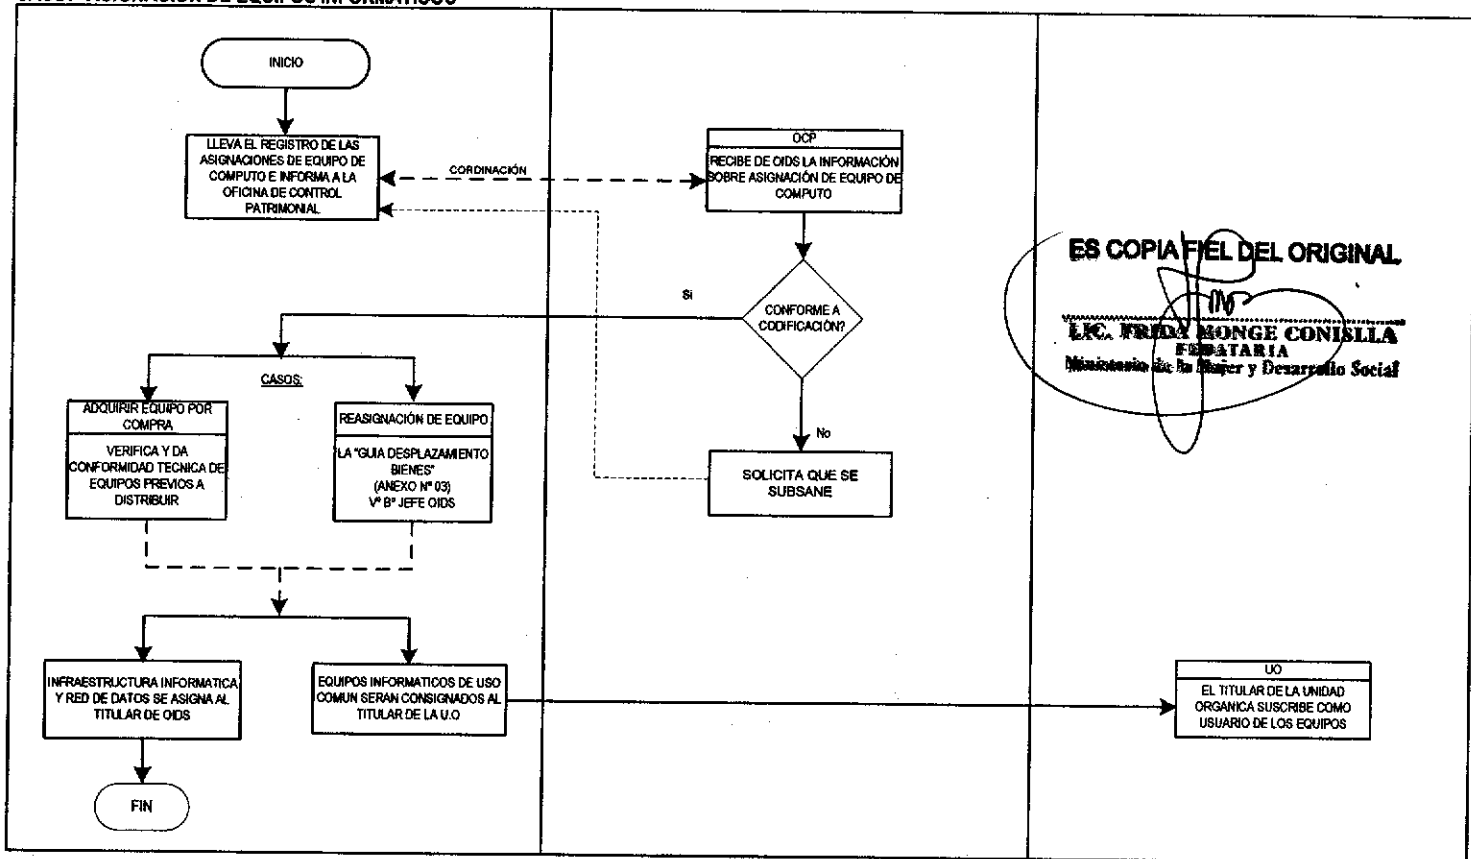 ASIGNACIÓN DE EQUIPOS INFORMATICOS
INICIO
LLEVA EL REGISTRO DE LAS
ASIGNACIONES DE EQUIPO DE
COMPUTO E INFORMA A LA
OFICINA DE CONTROL
PATRIMONIAL
CORDINACIÓN
OCP
RECIBE DE OIDS LA INFORMACIÓN
SOBRE ASIGNACIÓN DE EQUIPO DE
COMPUTO
ES COPIA FIEL DEL ORIGINAL
LIC. FRIDA MONGE CONISLLA
FEDATARIA
Ministerio de la Mujer y Desarrollo Social
Si
CONFORME A
CODIFICACIÓN?
No
SOLICITA QUE SE
SUBSANE
CASOS:
ADQUIRIR EQUIPO POR
COMPRA
VERIFICA Y DA
CONFORMIDAD TECNICA DE
EQUIPOS PREVIOS A
DISTRIBUIR
REASIGNACIÓN DE EQUIPO
LA "GUIA DESPLAZAMIENTO
BIENES"
(ANEXO N° 03)
V° B° JEFE OIDS
INFRAESTRUCTURA INFORMATICA
Y RED DE DATOS SE ASIGNA AL
TITULAR DE OIDS
EQUIPOS INFORMATICOS DE USO
COMUN SERAN CONSIGNADOS AL
TITULAR DE LA U.O
UO
EL TITULAR DE LA UNIDAD
ORGANICA SUSCRIBE COMO
USUARIO DE LOS EQUIPOS
FIN